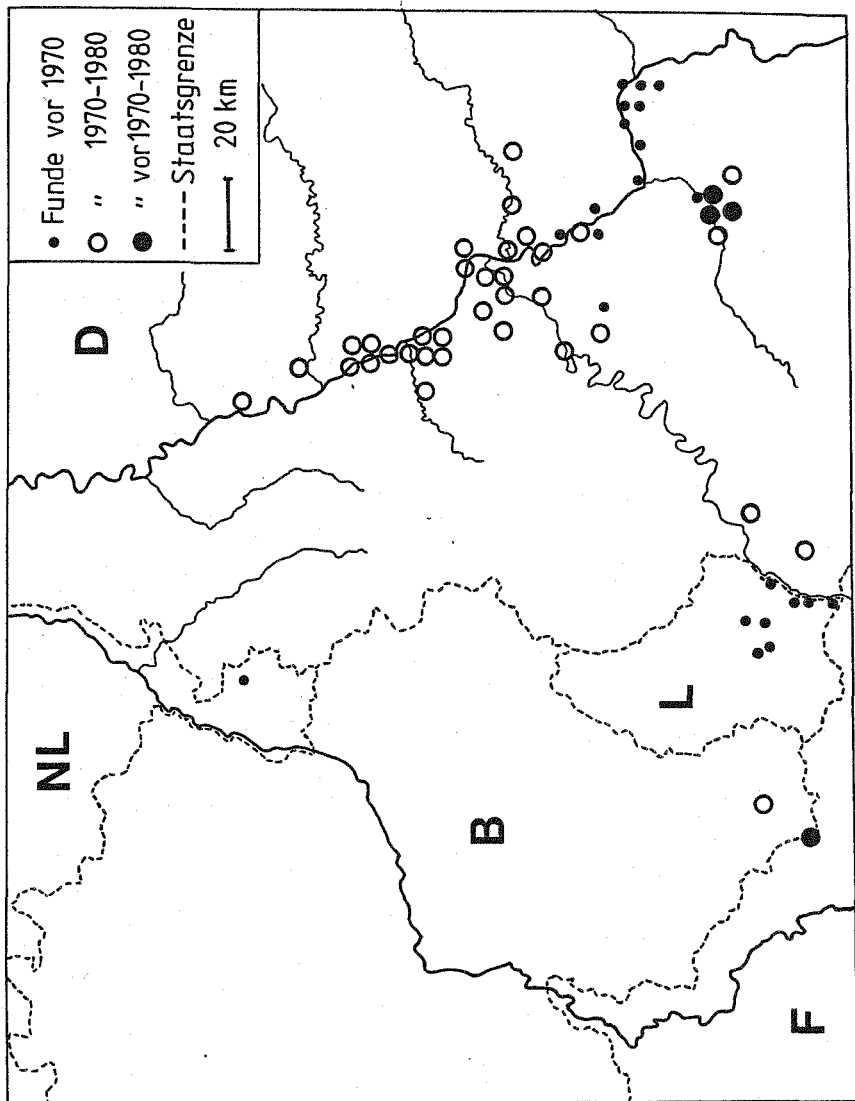 • Funde vor 1970
○ " 1970-1980
● " vor 1970-1980
---- Staatsgrenze
20 km
NL
D
B
L
F